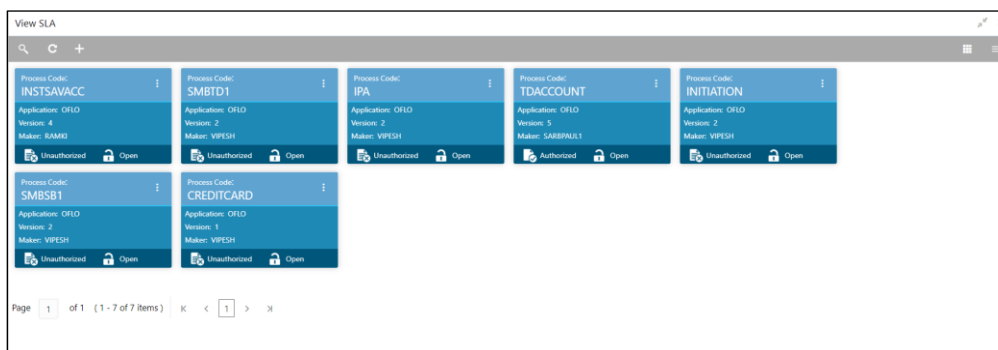 View SLA
Process Code:
INSTSAVACC
Application: OFLO
Version: 4
Maker: RAMKI
Unauthorized Open
Process Code:
SMBTD1
Application: OFLO
Version: 2
Maker: VIPESH
Unauthorized Open
Process Code:
IPA
Application: OFLO
Version: 2
Maker: VIPESH
Unauthorized Open
Process Code:
TDACCOUNT
Application: OFLO
Version: 5
Maker: SARBPAUL1
Authorized Open
Process Code:
INITIATION
Application: OFLO
Version: 2
Maker: VIPESH
Unauthorized Open
Process Code:
SMBSB1
Application: OFLO
Version: 2
Maker: VIPESH
Unauthorized Open
Process Code:
CREDITCARD
Application: OFLO
Version: 1
Maker: VIPESH
Unauthorized Open
Page 1 of 1 ( 1 - 7 of 7 items ) 1